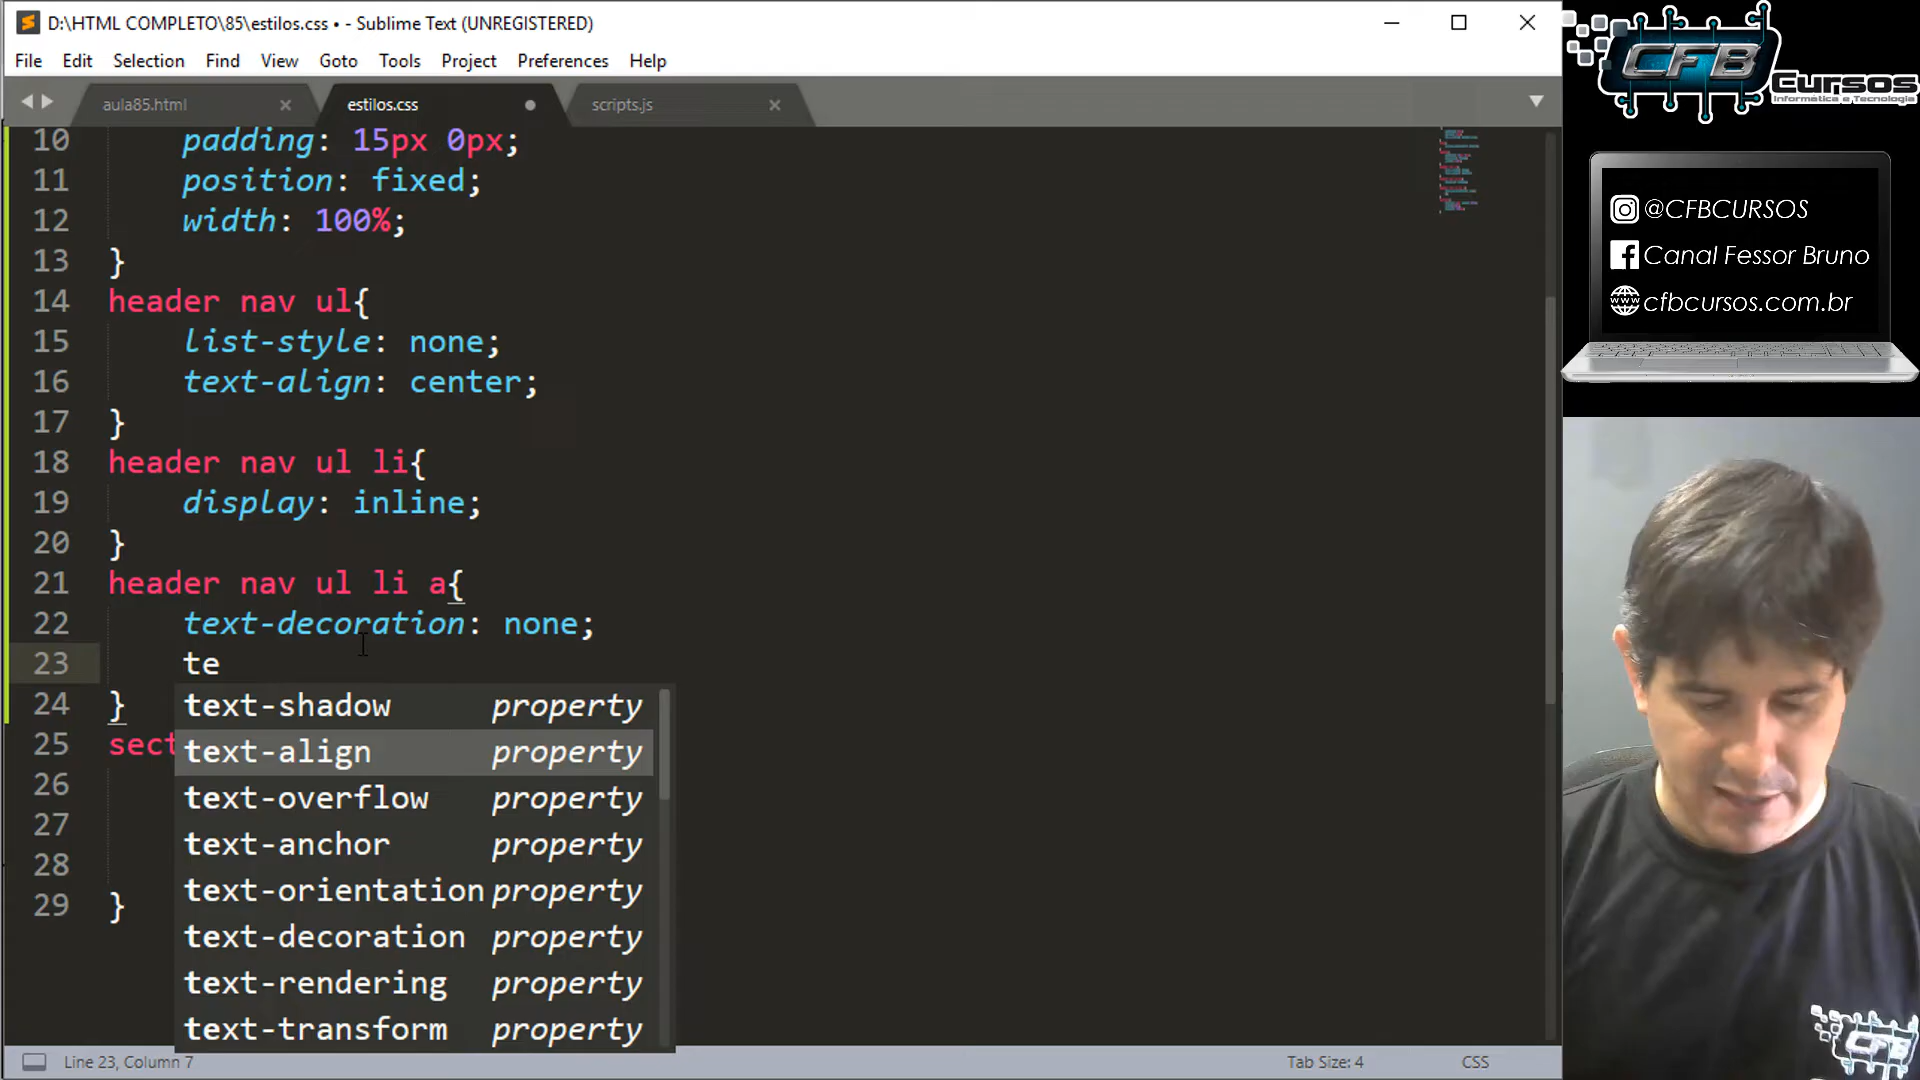 D:\HTML COMPLETO\85\estilos.css • - Sublime Text (UNREGISTERED)
File Edit Selection Find View Goto Tools Project Preferences Help
aula85.html × estilos.css scripts.js ×
10 padding: 15px 0px;
11 position: fixed;
12 width: 100%;
13 }
14 header nav ul{
15 list-style: none;
16 text-align: center;
17 }
18 header nav ul li{
19 display: inline;
20 }
21 header nav ul li a{
22 text-decoration: none;
23 te
24 } text-shadow property
25 sect text-align property
26 text-overflow property
27 text-anchor property
28 text-orientation property
29 } text-decoration property
text-rendering property
text-transform property
Line 23, Column 7 Tab Size: 4 CSS
CFB
Cursos
Informática e Tecnologia
@CFBCURSOS
Canal Fessor Bruno
www cfbcursos.com.br
CFB